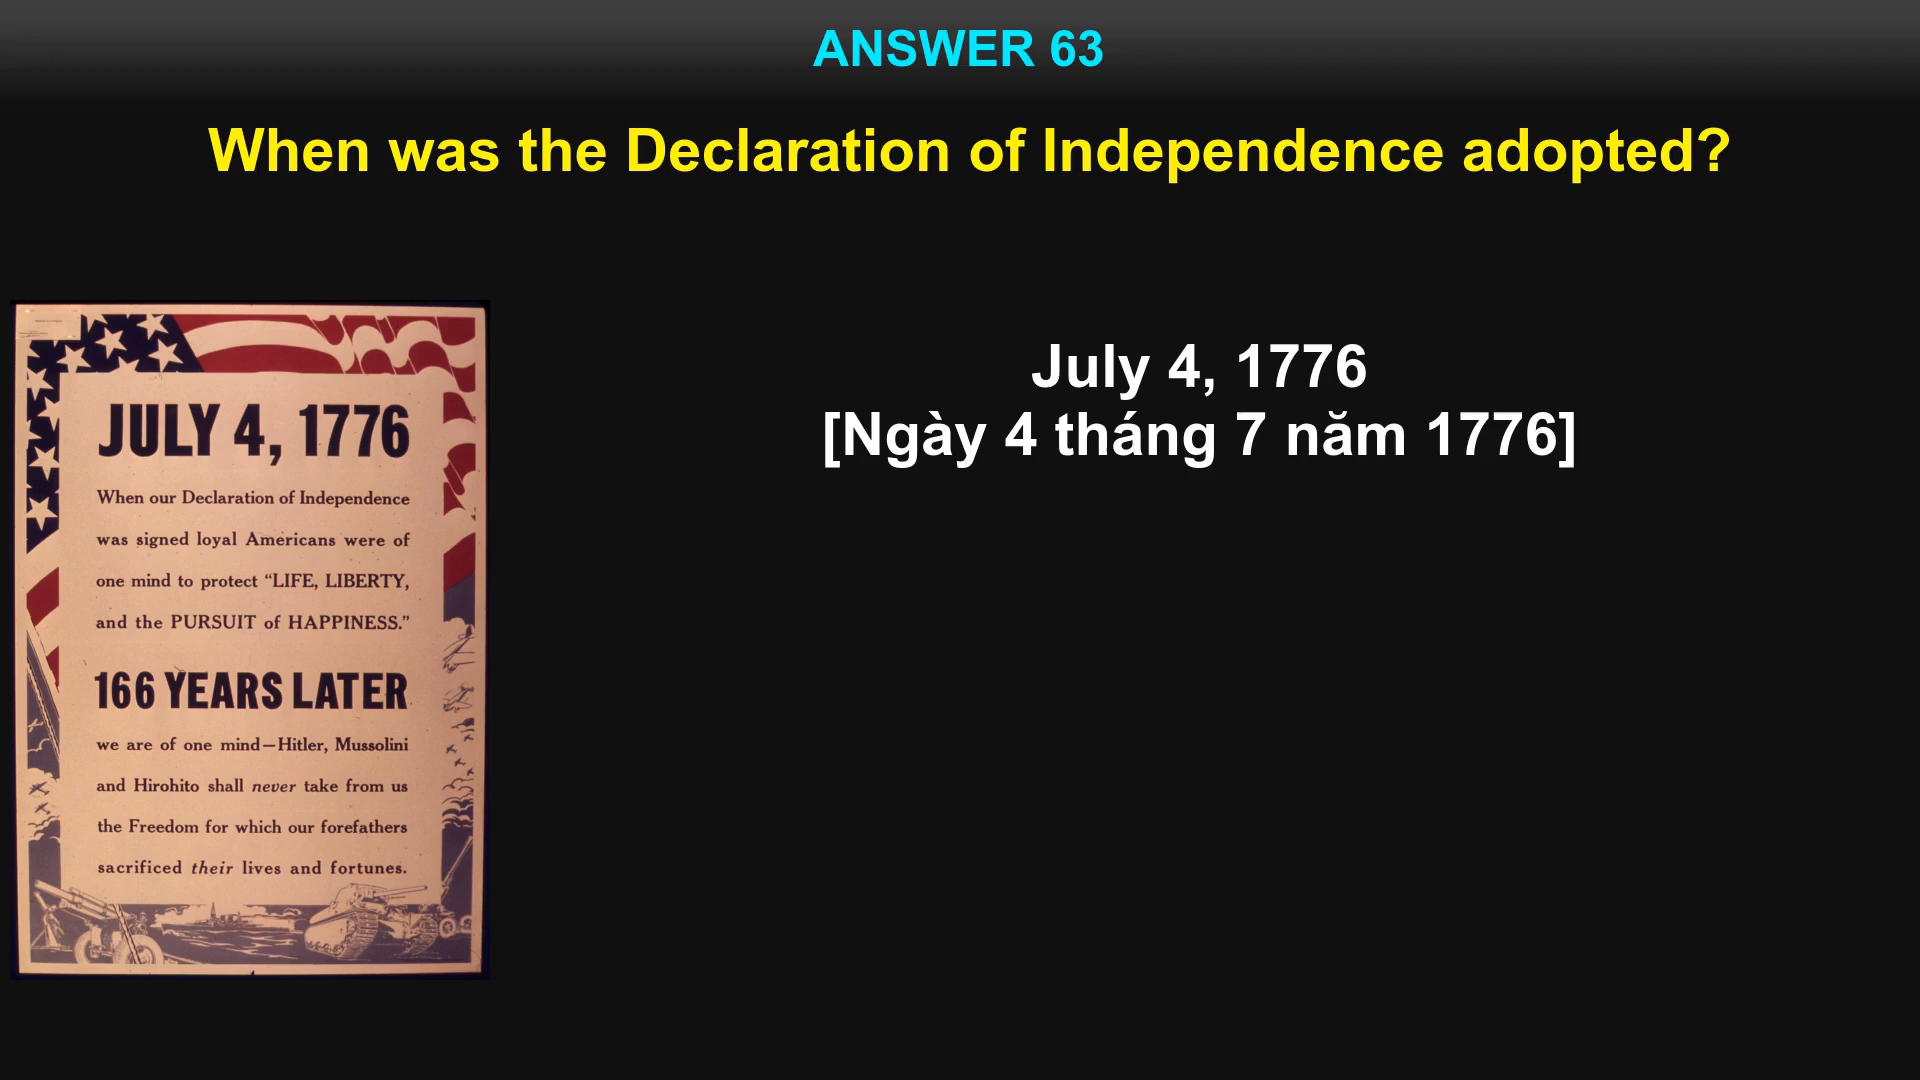 ANSWER 63
When was the Declaration of Independence adopted?
July 4, 1776
[Ngày 4 tháng 7 năm 1776]
JULY 4, 1776
When our Declaration of Independence
was signed loyal Americans were of
one mind to protect “LIFE, LIBERTY,
and the PURSUIT of HAPPINESS.”
166 YEARS LATER
we are of one mind—Hitler, Mussolini
and Hirohito shall never take from us
the Freedom for which our forefathers
sacrificed their lives and fortunes.